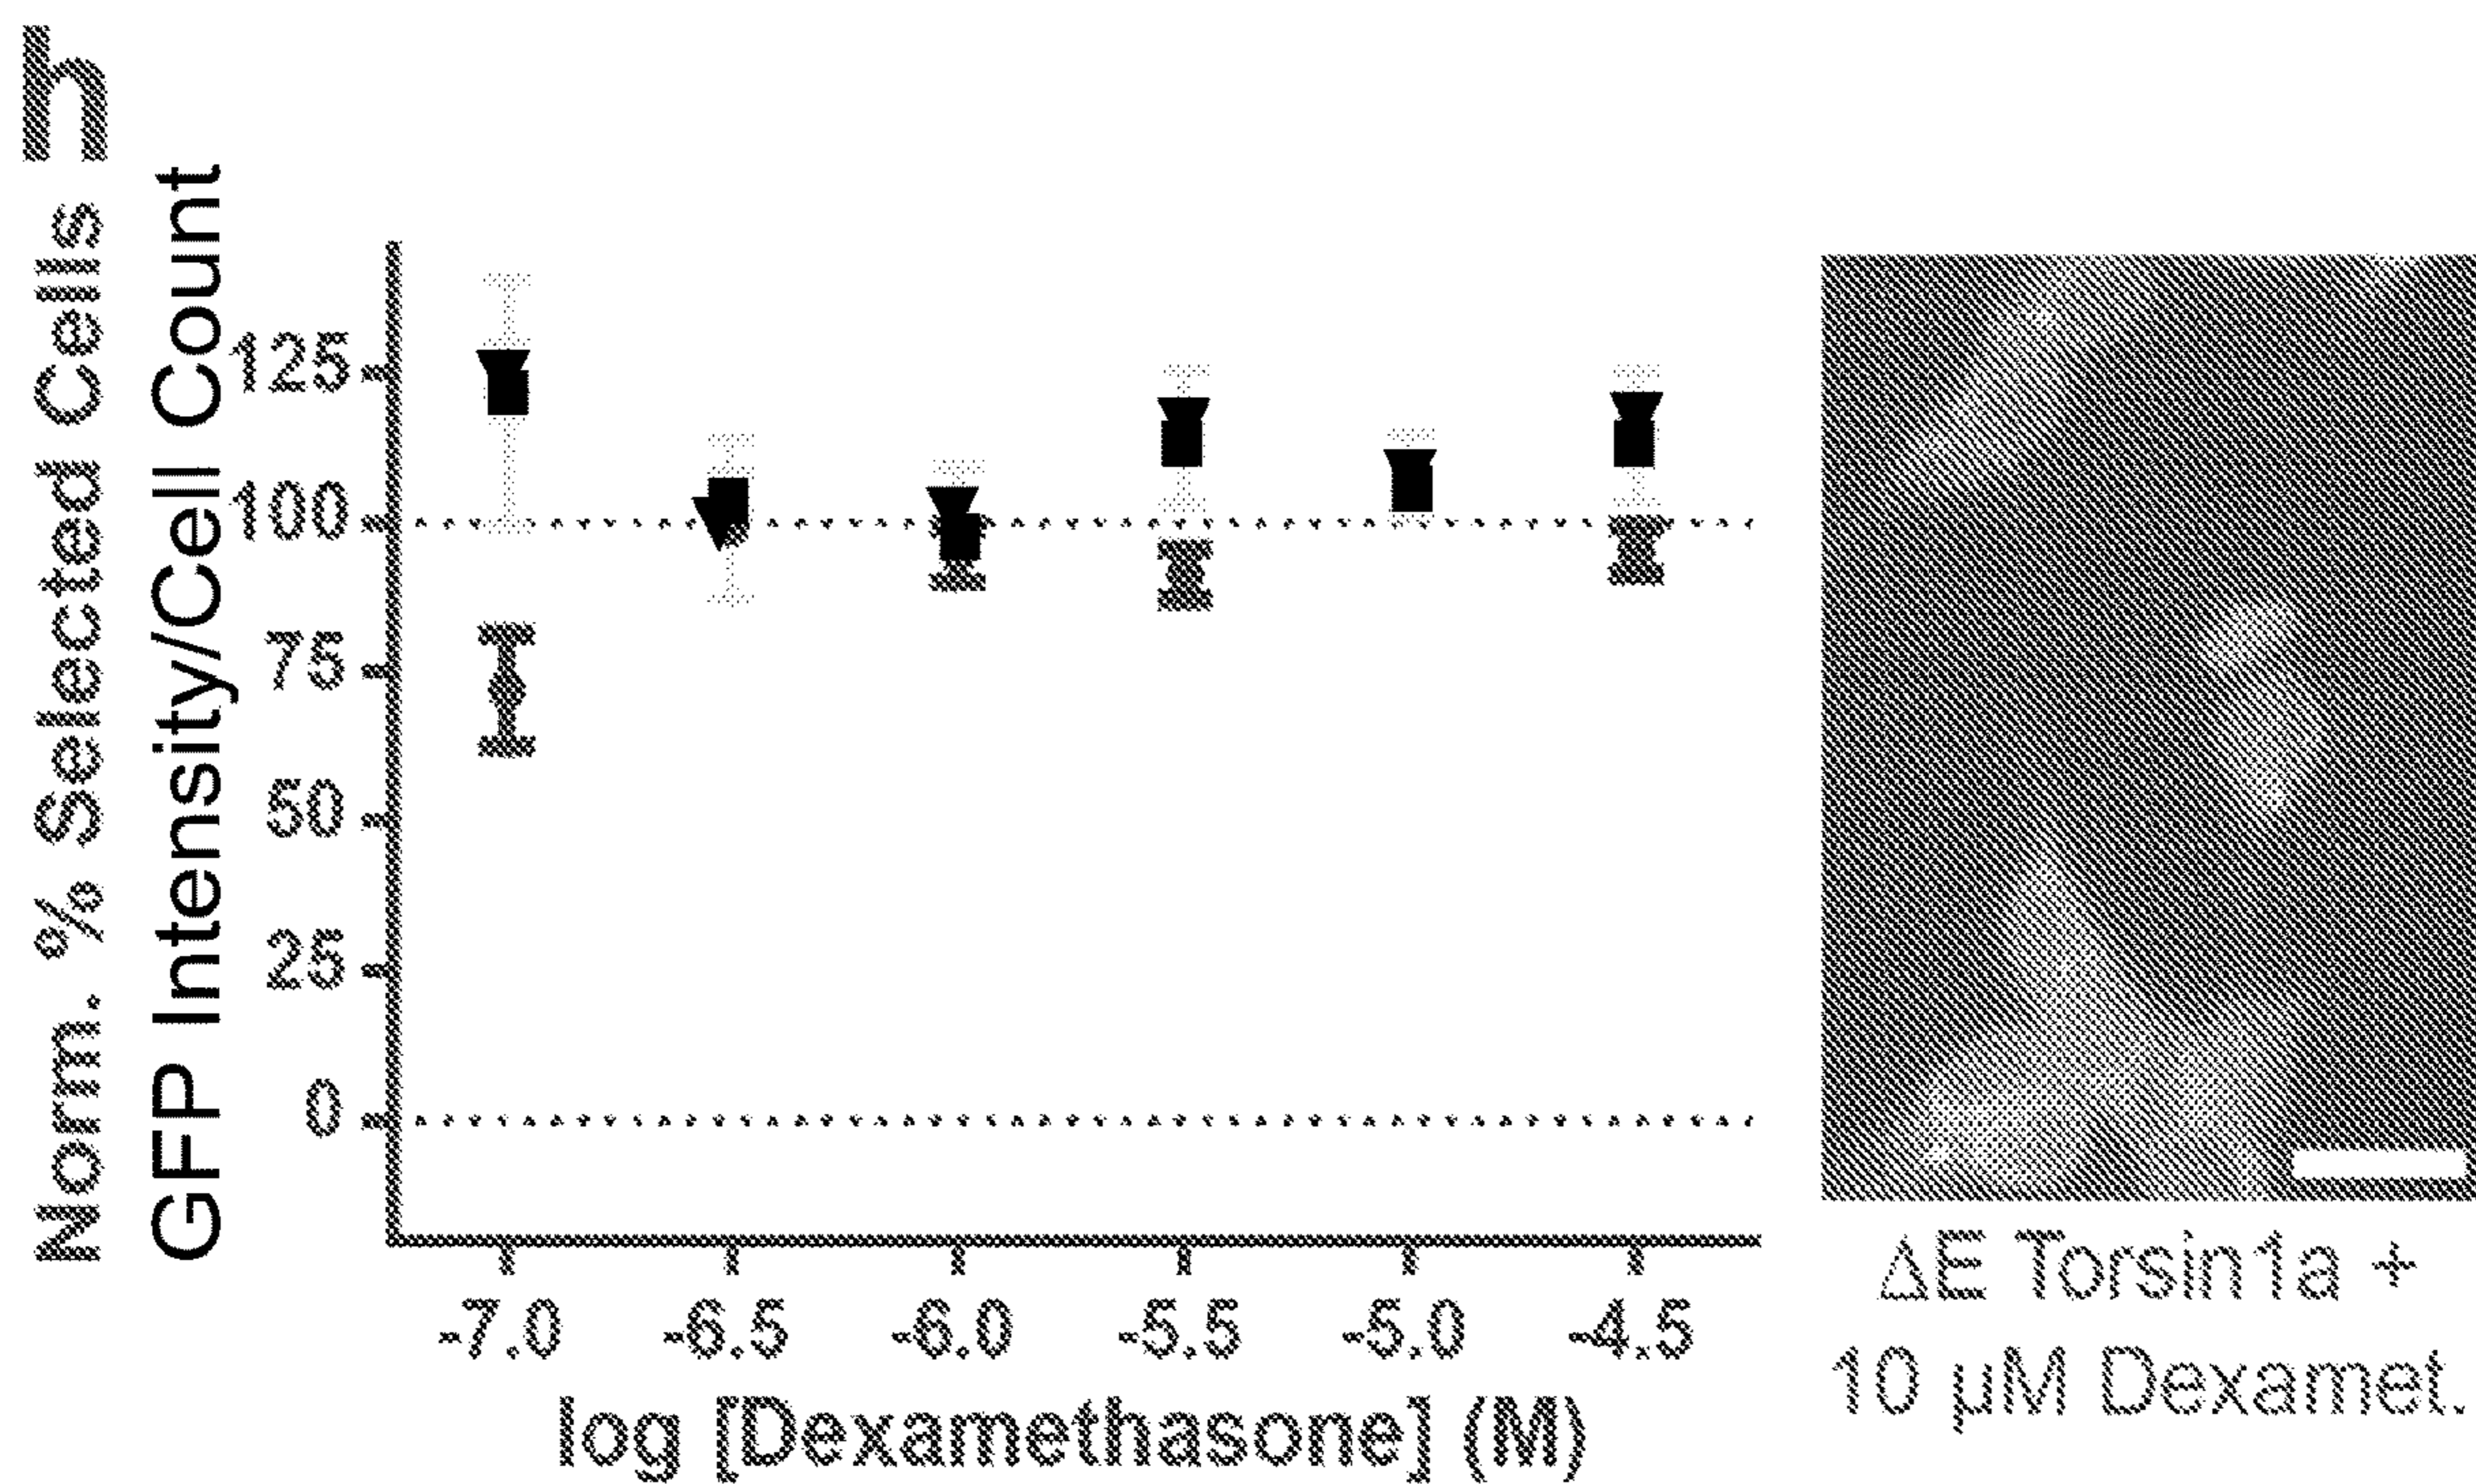 h
Norm. % Selected Cells
GFP Intensity/Cell Count
125
100
75
50
25
0
-7.0 -6.5 -6.0 -5.5 -5.0 -4.5
log [Dexamethasone] (M)
ΔE Torsin1a +
10 µM Dexamet.